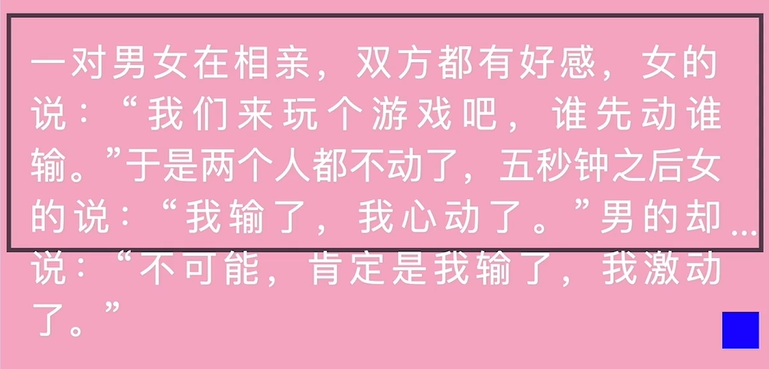 一对男女在相亲，双方都有好感，女的
说：“我们来玩个游戏吧，谁先动谁
输。”于是两个人都不动了，五秒钟之后女
的说：“我输了，我心动了。”男的却...
说：“不可能，肯定是我输了，我激动
了。”